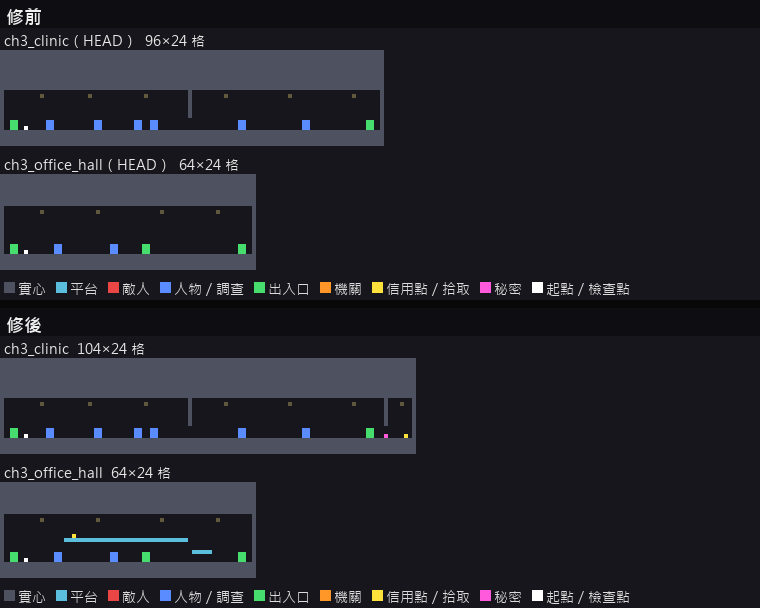 修前
ch3_clinic ( HEAD ) 96×24 格
ch3_office_hall ( HEAD ) 64×24 格
實心 平台 敵人 人物 / 調查 出入口 機關 信用點 / 拾取 秘密 起點 / 檢查點
修後
ch3_clinic 104×24 格
ch3_office_hall 64×24 格
實心 平台 敵人 人物 / 調查 出入口 機關 信用點 / 拾取 秘密 起點 / 檢查點